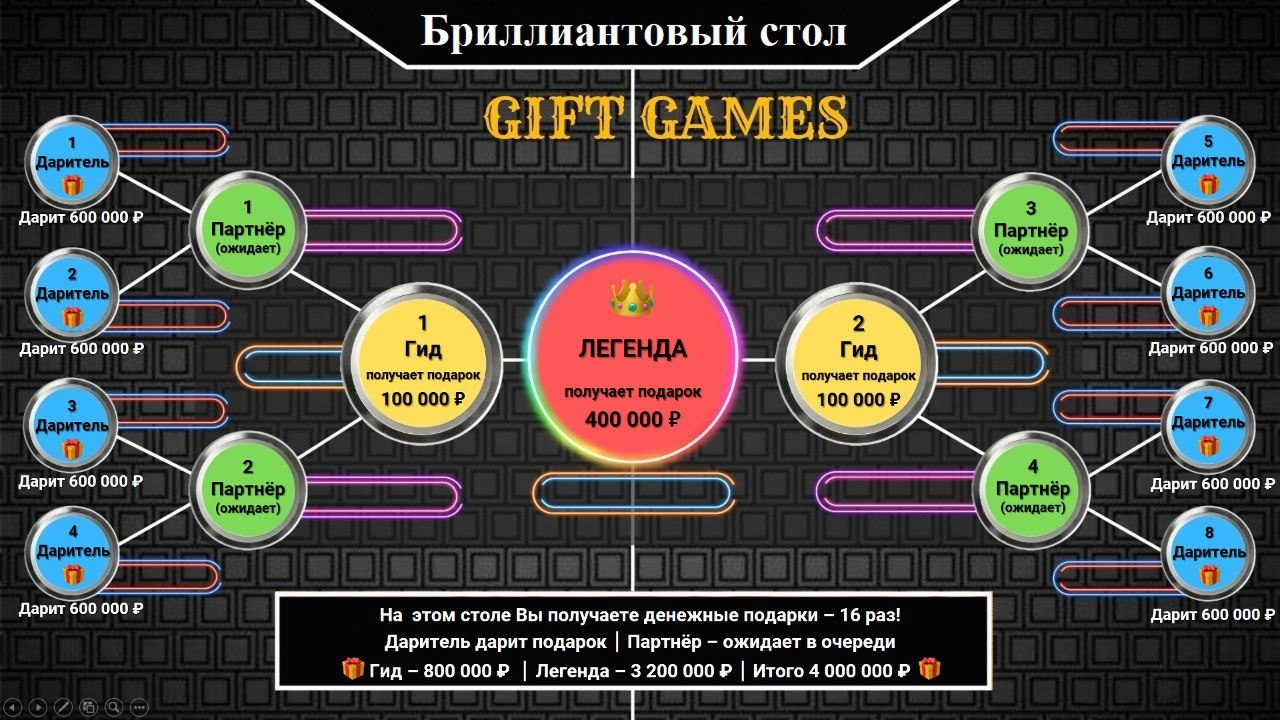 Бриллиантовый стол
GIFT GAMES
1
Даритель
Дарит 600 000 ₽
2
Даритель
Дарит 600 000 ₽
3
Даритель
Дарит 600 000 ₽
4
Даритель
Дарит 600 000 ₽
1
Партнёр
(ожидает)
2
Партнёр
(ожидает)
1
Гид
получает подарок
100 000 ₽
ЛЕГЕНДА
получает подарок
400 000 ₽
2
Гид
получает подарок
100 000 ₽
3
Партнёр
(ожидает)
4
Партнёр
(ожидает)
5
Даритель
Дарит 600 000 ₽
6
Даритель
Дарит 600 000 ₽
7
Даритель
Дарит 600 000 ₽
8
Даритель
Дарит 600 000 ₽
На этом столе Вы получаете денежные подарки – 16 раз!
Даритель дарит подарок | Партнёр – ожидает в очереди
Гид – 800 000 ₽ | Легенда – 3 200 000 ₽ | Итого 4 000 000 ₽